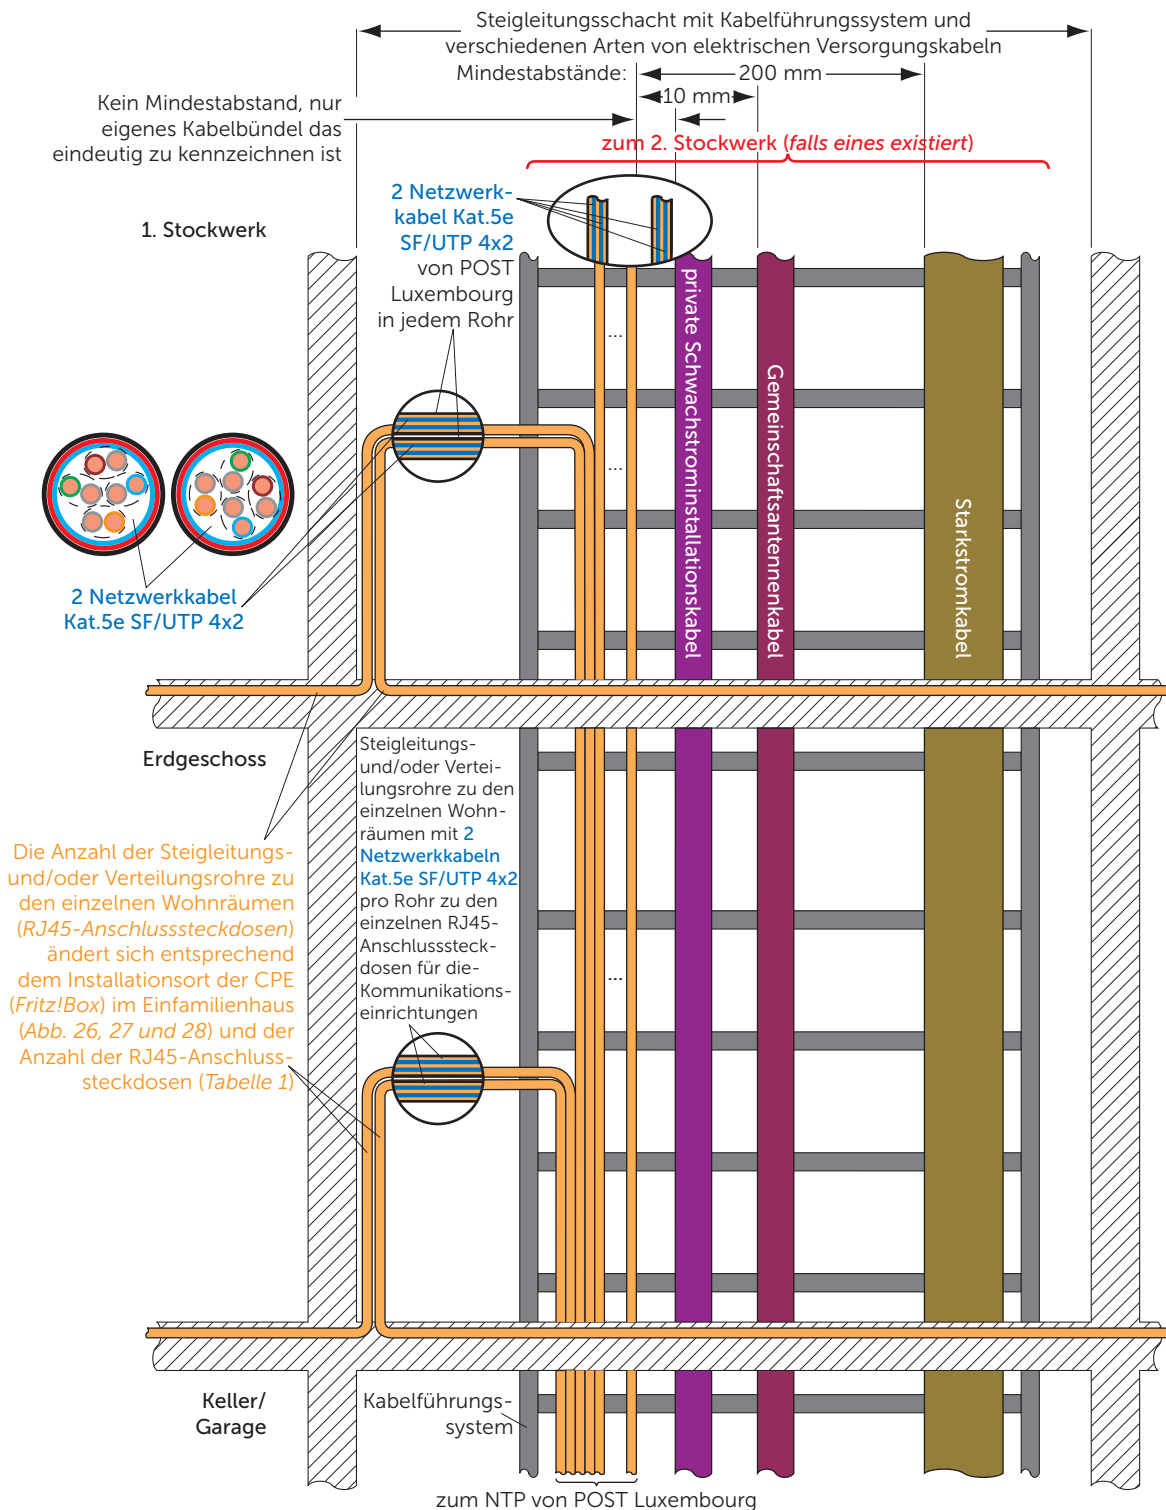 Steigleitungsschacht mit Kabelführungssystem und
verschiedenen Arten von elektrischen Versorgungskabeln
Mindestabstände:
200 mm
10 mm
Kein Mindestabstand, nur
eigenes Kabelbündel das
eindeutig zu kennzeichnen ist
zum 2. Stockwerk (falls eines existiert)
2 Netzwerk-
kabel Kat.5e
SF/UTP 4x2
von POST
Luxembourg
in jedem Rohr
1. Stockwerk
...
...
private Schwachstrominstallationskabel
Gemeinschaftsantennenkabel
Starkstromkabel
2 Netzwerkkabel
Kat.5e SF/UTP 4x2
Erdgeschoss
Steigleitungs-
und/oder Vertei-
lungsrohre zu den
einzelnen Wohn-
räumen mit 2
Netzwerkkabeln
Kat.5e SF/UTP 4x2
pro Rohr zu den
einzelnen RJ45-
Anschlusssteck-
dosen für die-
Kommunikations-
einrichtungen
...
Die Anzahl der Steigleitungs-
und/oder Verteilungsrohre zu
den einzelnen Wohnräumen
(RJ45-Anschlusssteckdosen)
ändert sich entsprechend
dem Installationsort der CPE
(Fritz!Box) im Einfamilienhaus
(Abb. 26, 27 und 28) und der
Anzahl der RJ45-Anschluss-
steckdosen (Tabelle 1)
Keller/
Garage
Kabelführungs-
system
zum NTP von POST Luxembourg